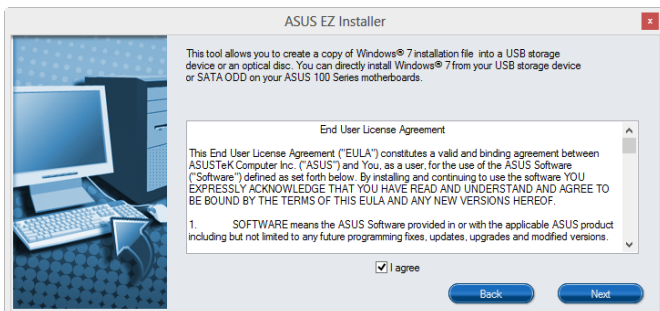 ASUS EZ Installer
x
This tool allows you to create a copy of Windows® 7 installation file into a USB storage
device or an optical disc. You can directly install Windows® 7 from your USB storage device
or SATA ODD on your ASUS 100 Series motherboards.
End User License Agreement
This End User License Agreement ("EULA") constitutes a valid and binding agreement between
ASUSTeK Computer Inc. ("ASUS") and You, as a user, for the use of the ASUS Software
("Software") defined as set forth below. By installing and continuing to use the software YOU
EXPRESSLY ACKNOWLEDGE THAT YOU HAVE READ AND UNDERSTAND AND AGREE TO
BE BOUND BY THE TERMS OF THIS EULA AND ANY NEW VERSIONS HEREOF.
1. SOFTWARE means the ASUS Software provided in or with the applicable ASUS product
including but not limited to any future programming fixes, updates, upgrades and modified versions.
I agree
Back Next